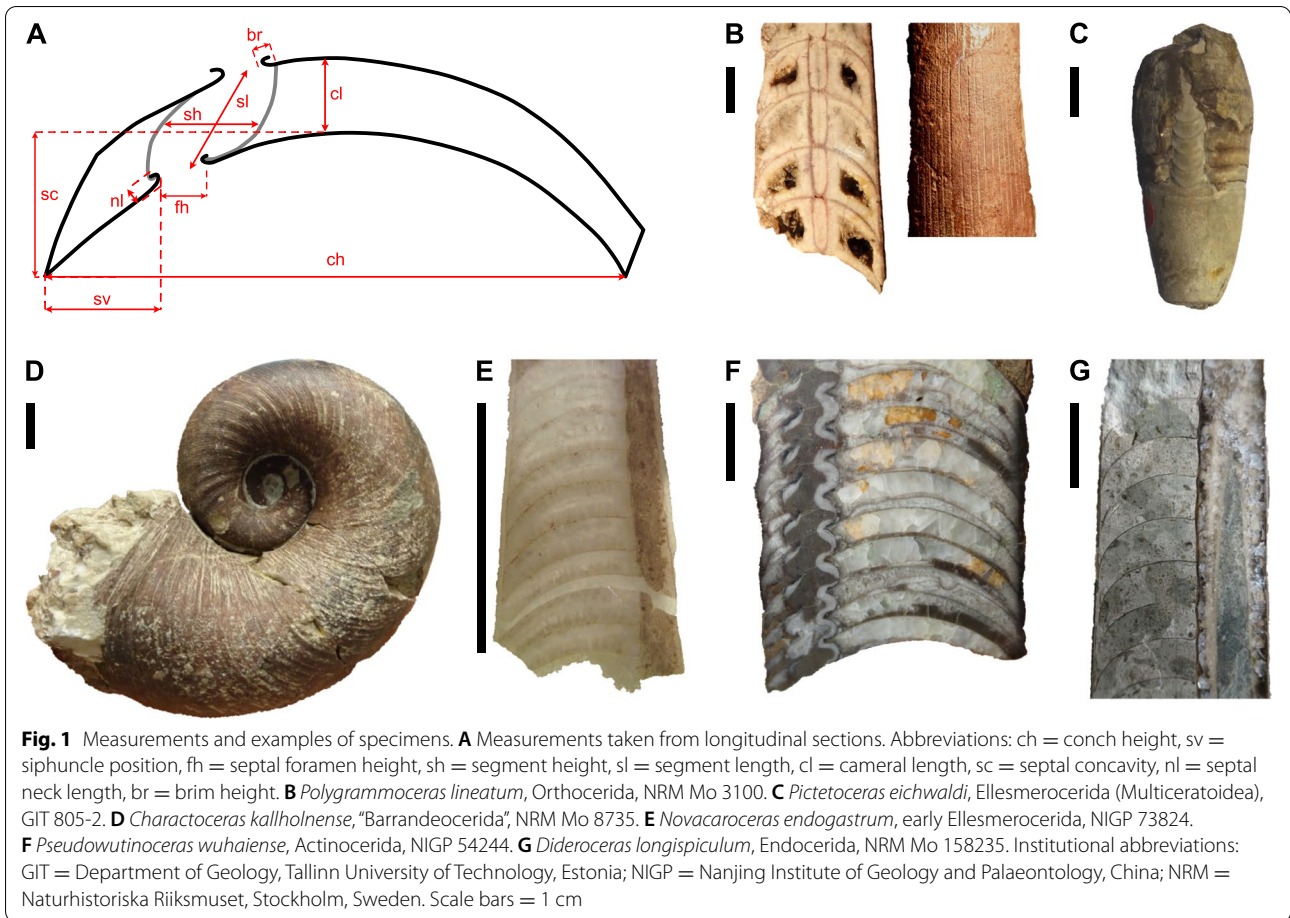 A
br
sl
sh
cl
sc
nl
fh
ch
sv
B
C
D
E
F
G
Fig. 1 Measurements and examples of specimens. A Measurements taken from longitudinal sections. Abbreviations: ch = conch height, sv =
siphuncle position, fh = septal foramen height, sh = segment height, sl = segment length, cl = cameral length, sc = septal concavity, nl = septal
neck length, br = brim height. B Polygrammoceras lineatum, Orthocerida, NRM Mo 3100. C Pictetoceras eichwaldi, Ellesmerocerida (Multiceratoidea),
GIT 805-2. D Charactoceras kallholnense, “Barrandeocerida”, NRM Mo 8735. E Novacaroceras endogastrum, early Ellesmerocerida, NIGP 73824.
F Pseudowutinoceras wuhaiense, Actinocerida, NIGP 54244. G Dideroceras longispiculum, Endocerida, NRM Mo 158235. Institutional abbreviations:
GIT = Department of Geology, Tallinn University of Technology, Estonia; NIGP = Nanjing Institute of Geology and Palaeontology, China; NRM =
Naturhistoriska Riiksmuset, Stockholm, Sweden. Scale bars = 1 cm